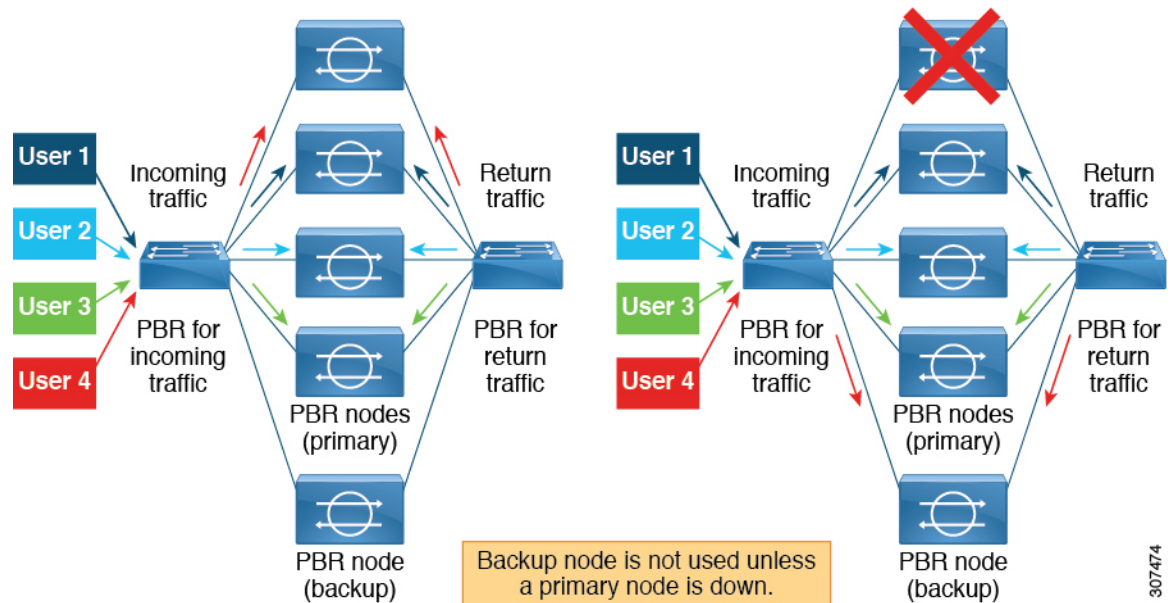 User 1
User 2
User 3
User 4
Incoming
traffic
Return
traffic
PBR for
incoming
traffic
PBR for
return
traffic
PBR nodes
(primary)
PBR node
(backup)
User 1
User 2
User 3
User 4
Incoming
traffic
Return
traffic
PBR for
incoming
traffic
PBR for
return
traffic
PBR nodes
(primary)
PBR node
(backup)
Backup node is not used unless
a primary node is down.
307474